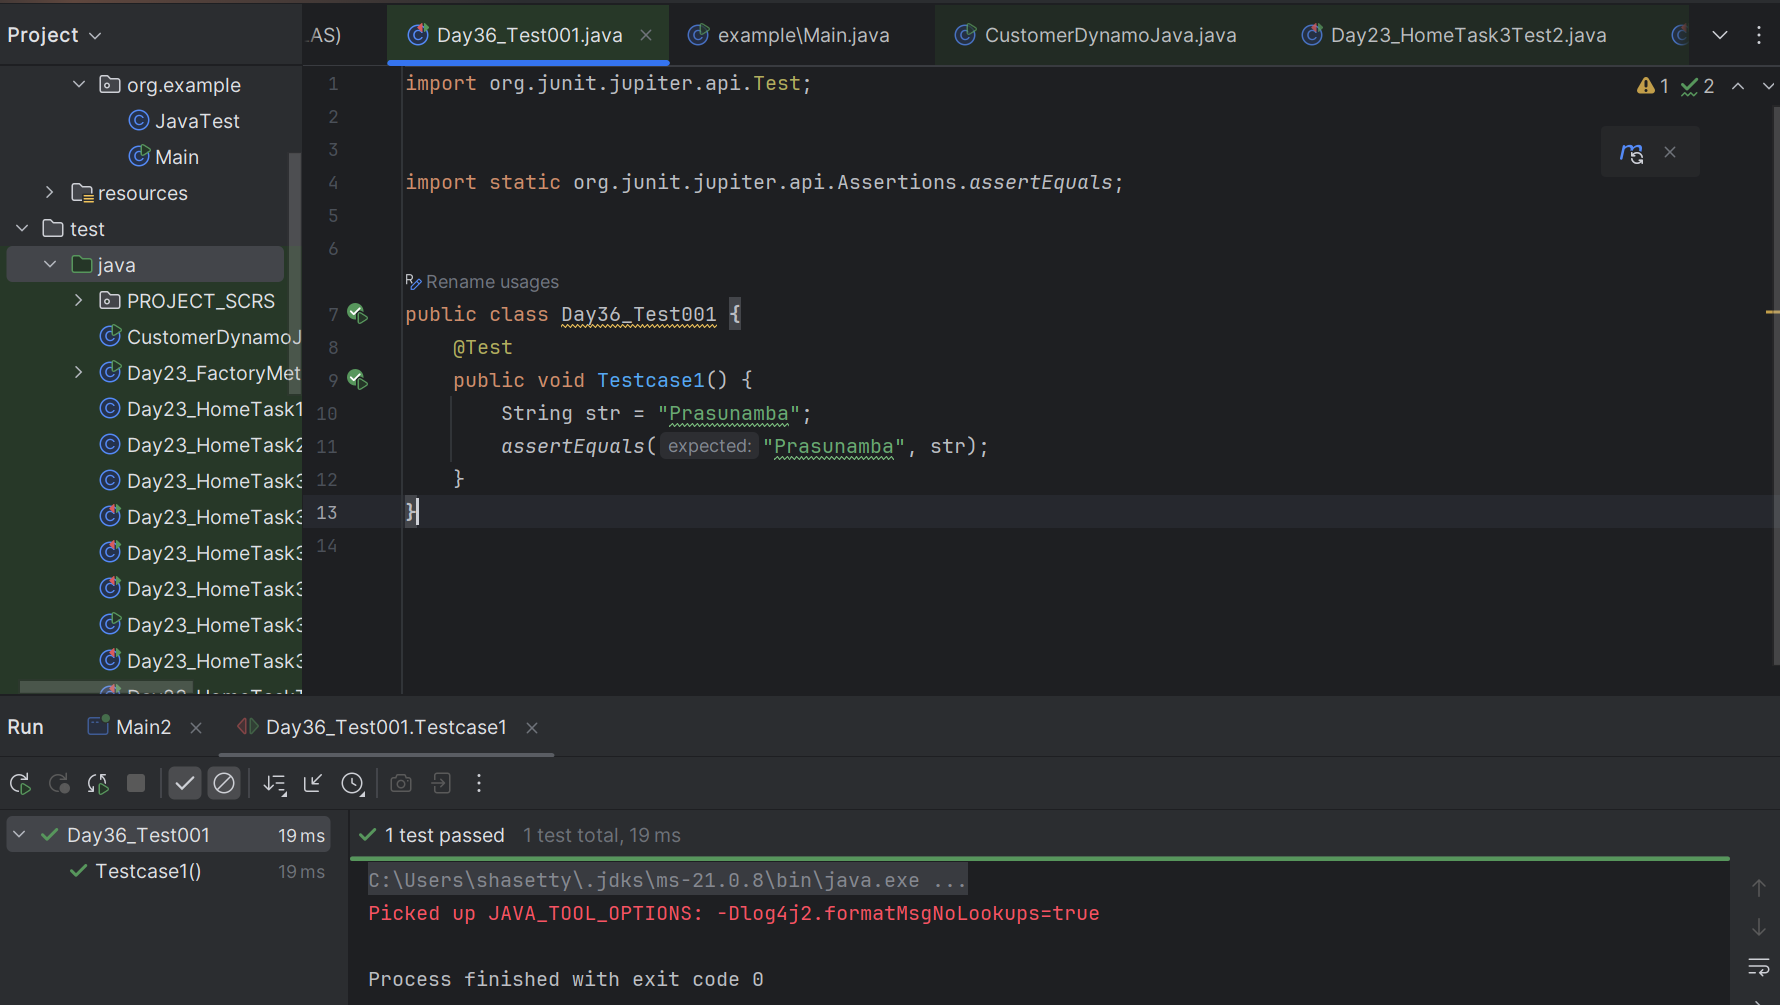 Project
AS)
Day36_Test001.java
example\Main.java
CustomerDynamoJava.java
Day23_HomeTask3Test2.java
org.example
JavaTest
Main
resources
test
java
PROJECT_SCRS
CustomerDynamoJ
Day23_FactoryMet
Day23_HomeTask1
Day23_HomeTask2
Day23_HomeTask3
Day23_HomeTask3
Day23_HomeTask3
Day23_HomeTask3
Day23_HomeTask3
Day23_HomeTask3
1 import org.junit.jupiter.api.Test;
1 2
2
3
4 import static org.junit.jupiter.api.Assertions.assertEquals;
5
6
Rename usages
7 public class Day36_Test001 {
8 @Test
9 public void Testcase1() {
10 String str = "Prasunamba";
11 assertEquals( expected: "Prasunamba", str);
12 }
13 }
14
Run
Main2
Day36_Test001.Testcase1
Day36_Test001 19 ms
Testcase1() 19 ms
1 test passed 1 test total, 19 ms
C:\Users\shasetty\.jdks\ms-21.0.8\bin\java.exe ...
Picked up JAVA_TOOL_OPTIONS: -Dlog4j2.formatMsgNoLookups=true
Process finished with exit code 0